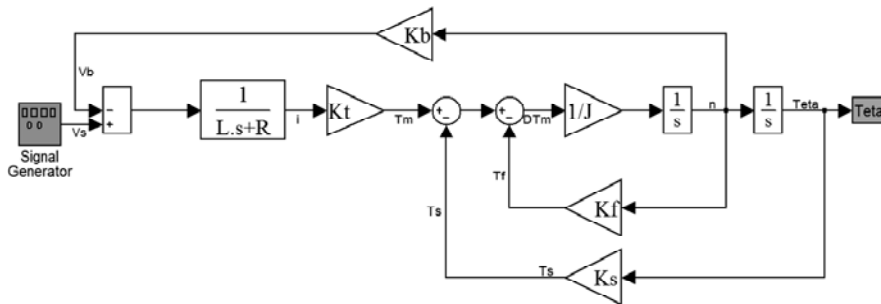 Kb
Vb
−
+
Vs
Signal
Generator
1
L.s+R
i
Kt
Tm
+
−
+
−
DTm
1/J
1
s
n
1
s
Teta
Teta
Tf
Kf
Ts
Ts
Ks